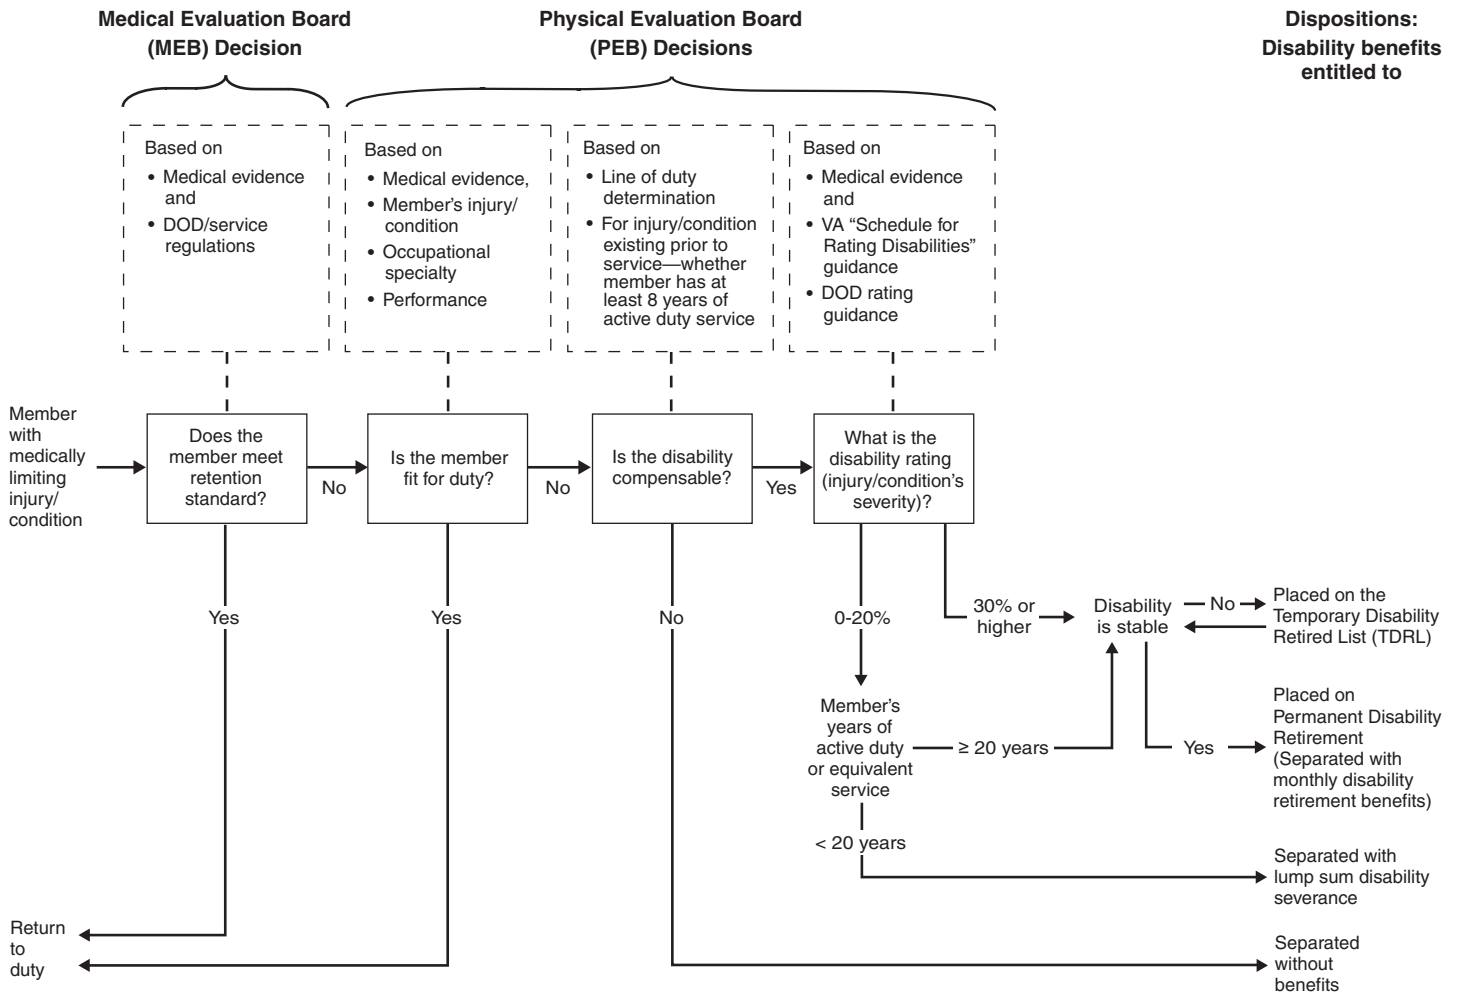 Medical Evaluation Board
(MEB) Decision
Physical Evaluation Board
(PEB) Decisions
Dispositions:
Disability benefits
entitled to
Based on
• Medical evidence
and
• DOD/service
regulations
Based on
• Medical evidence,
• Member's injury/
condition
• Occupational
specialty
• Performance
Based on
• Line of duty
determination
• For injury/condition
existing prior to
service—whether
member has at
least 8 years of
active duty service
Based on
• Medical evidence
and
• VA “Schedule for
Rating Disabilities”
guidance
• DOD rating
guidance
Member
with
medically
limiting
injury/
condition
Does the
member meet
retention
standard?
No
Is the member
fit for duty?
No
Is the disability
compensable?
Yes
What is the
disability rating
(injury/condition's
severity)?
Yes
Yes
No
0-20%
30% or
higher
Disability
is stable
No
Placed on the
Temporary Disability
Retired List (TDRL)
Member's
years of
active duty
or equivalent
service
≥ 20 years
Yes
Placed on
Permanent Disability
Retirement
(Separated with
monthly disability
retirement benefits)
< 20 years
Separated with
lump sum disability
severance
Return
to
duty
Separated
without
benefits